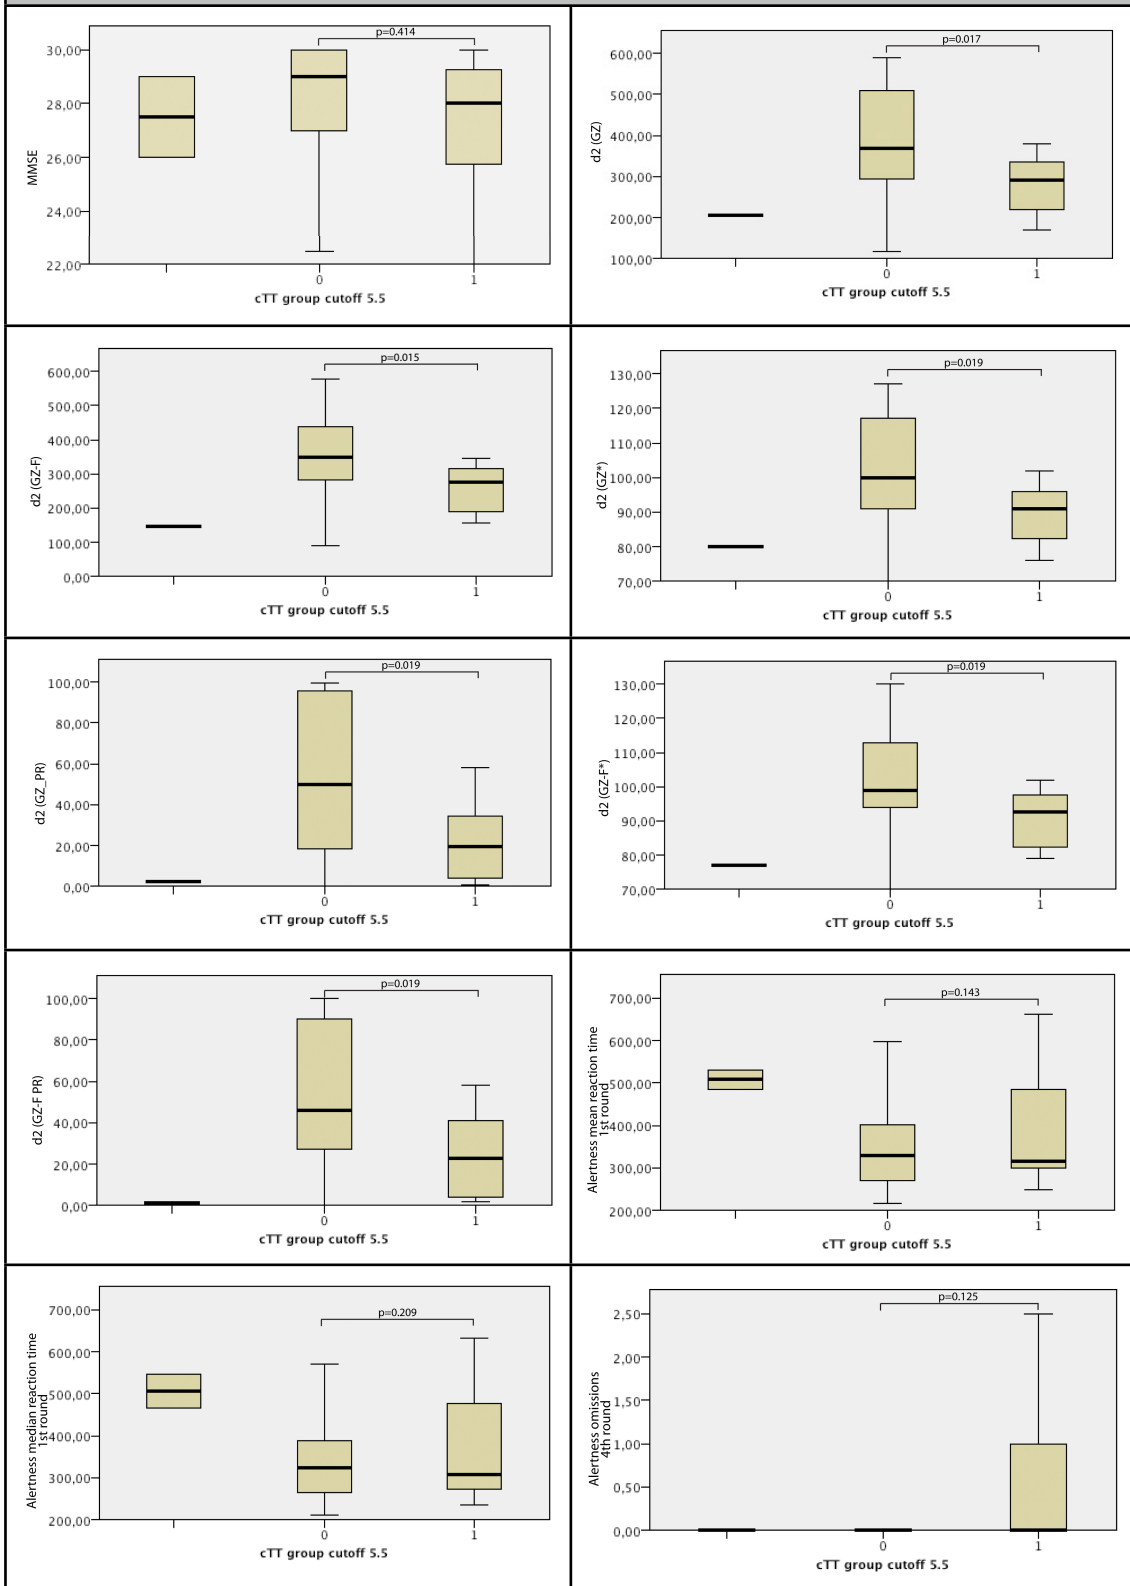 p=0.414
30,00
28,00
26,00
24,00
22,00
MMSE
0
1
cTT group cutoff 5.5
p=0.017
600,00
500,00
400,00
300,00
200,00
100,00
d2 (GZ)
0
1
cTT group cutoff 5.5
p=0.015
600,00
500,00
400,00
300,00
200,00
100,00
0,00
d2 (GZ-F)
0
1
cTT group cutoff 5.5
p=0.019
130,00
120,00
110,00
100,00
90,00
80,00
70,00
d2 (GZ*)
0
1
cTT group cutoff 5.5
p=0.019
100,00
80,00
60,00
40,00
20,00
0,00
d2 (GZ_PR)
0
1
cTT group cutoff 5.5
p=0.019
130,00
120,00
110,00
100,00
90,00
80,00
70,00
d2 (GZ-F*)
0
1
cTT group cutoff 5.5
p=0.019
100,00
80,00
60,00
40,00
20,00
0,00
d2 (GZ-F PR)
0
1
cTT group cutoff 5.5
p=0.143
700,00
600,00
500,00
400,00
300,00
200,00
Alertness mean reaction time
1st round
0
1
cTT group cutoff 5.5
p=0.209
700,00
600,00
500,00
400,00
300,00
200,00
Alertness median reaction time
1st round
0
1
cTT group cutoff 5.5
p=0.125
2,50
2,00
1,50
1,00
0,50
0,00
Alertness omissions
4th round
0
1
cTT group cutoff 5.5